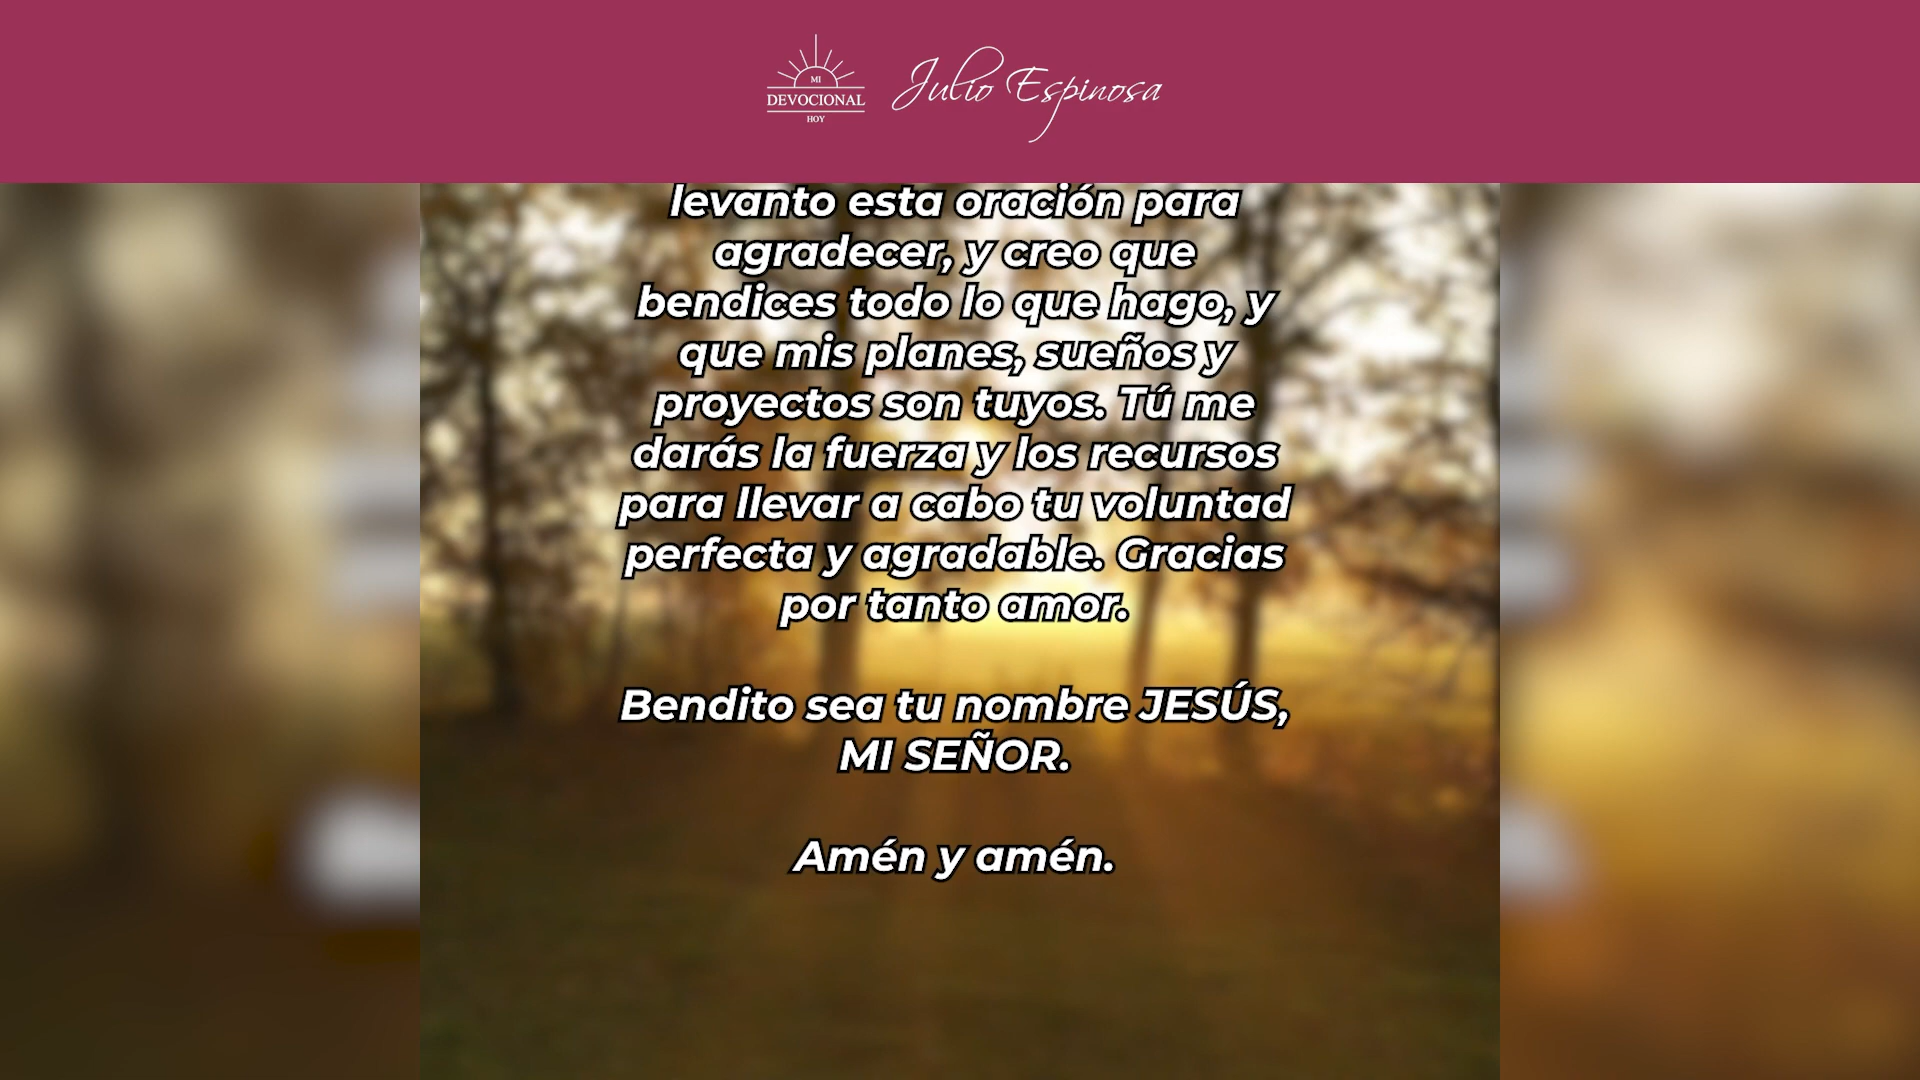 MI
DEVOCIONAL
HOY
Julio Espinosa
levanto esta oración para
agradecer, y creo que
bendices todo lo que hago, y
que mis planes, sueños y
proyectos son tuyos. Tú me
darás la fuerza y los recursos
para llevar a cabo tu voluntad
perfecta y agradable. Gracias
por tanto amor.
Bendito sea tu nombre JESÚS,
MI SEÑOR.
Amén y amén.